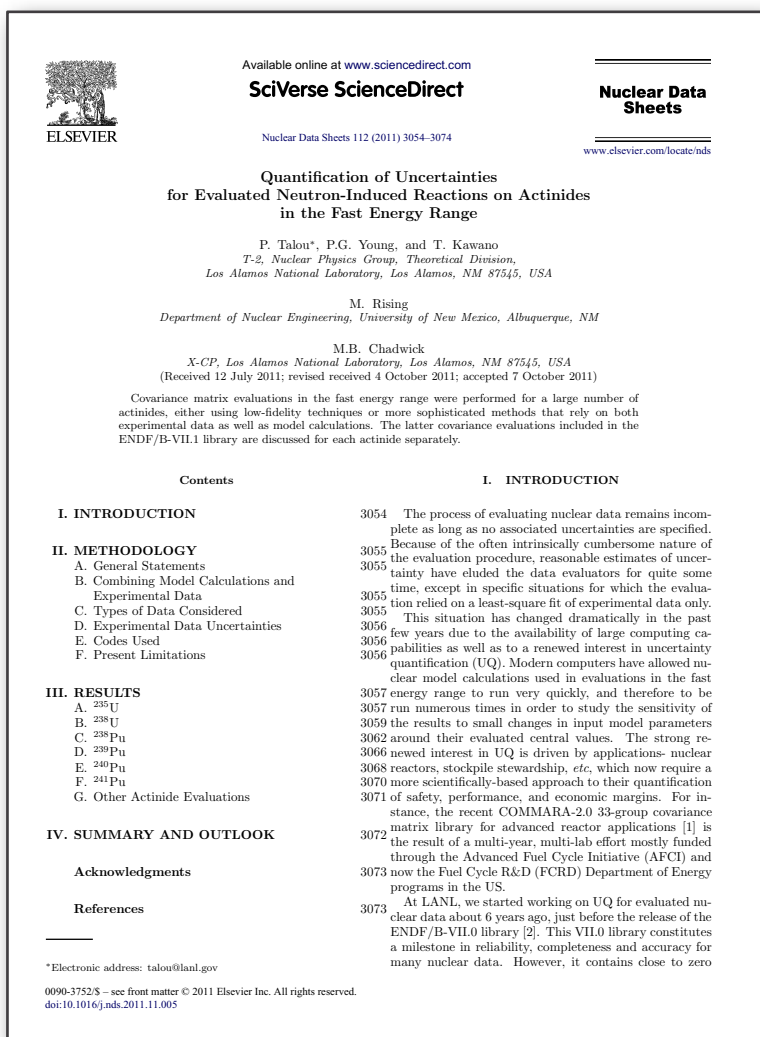 Available online at www.sciencedirect.com
SciVerse ScienceDirect
ELSEVIER
Nuclear Data Sheets 112 (2011) 3054–3074
Nuclear Data
Sheets
www.elsevier.com/locate/nds
Quantification of Uncertainties
for Evaluated Neutron-Induced Reactions on Actinides
in the Fast Energy Range
P. Talou*, P.G. Young, and T. Kawano
T-2, Nuclear Physics Group, Theoretical Division,
Los Alamos National Laboratory, Los Alamos, NM 87545, USA
M. Rising
Department of Nuclear Engineering, University of New Mexico, Albuquerque, NM
M.B. Chadwick
X-CP, Los Alamos National Laboratory, Los Alamos, NM 87545, USA
(Received 12 July 2011; revised received 4 October 2011; accepted 7 October 2011)
Covariance matrix evaluations in the fast energy range were performed for a large number of
actinides, either using low-fidelity techniques or more sophisticated methods that rely on both
experimental data as well as model calculations. The latter covariance evaluations included in the
ENDF/B-VII.1 library are discussed for each actinide separately.
Contents
I. INTRODUCTION 3054
II. METHODOLOGY 3055
A. General Statements 3055
B. Combining Model Calculations and
Experimental Data 3055
C. Types of Data Considered 3055
D. Experimental Data Uncertainties 3056
E. Codes Used 3056
F. Present Limitations 3056
III. RESULTS 3057
A. ²³⁵U 3057
B. ²³⁸U 3059
C. ²³⁸Pu 3062
D. ²³⁹Pu 3066
E. ²⁴⁰Pu 3068
F. ²⁴¹Pu 3070
G. Other Actinide Evaluations 3071
IV. SUMMARY AND OUTLOOK 3072
Acknowledgments 3073
References 3073
*Electronic address: talou@lanl.gov
I. INTRODUCTION
The process of evaluating nuclear data remains incom-
plete as long as no associated uncertainties are specified.
Because of the often intrinsically cumbersome nature of
the evaluation procedure, reasonable estimates of uncer-
tainty have eluded the data evaluators for quite some
time, except in specific situations for which the evalua-
tion relied on a least-square fit of experimental data only.
This situation has changed dramatically in the past
few years due to the availability of large computing ca-
pabilities as well as to a renewed interest in uncertainty
quantification (UQ). Modern computers have allowed nu-
clear model calculations used in evaluations in the fast
energy range to run very quickly, and therefore to be
run numerous times in order to study the sensitivity of
the results to small changes in input model parameters
around their evaluated central values. The strong re-
newed interest in UQ is driven by applications- nuclear
reactors, stockpile stewardship, etc, which now require a
more scientifically-based approach to their quantification
of safety, performance, and economic margins. For in-
stance, the recent COMMARA-2.0 33-group covariance
matrix library for advanced reactor applications [1] is
the result of a multi-year, multi-lab effort mostly funded
through the Advanced Fuel Cycle Initiative (AFCI) and
now the Fuel Cycle R&D (FCRD) Department of Energy
programs in the US.
At LANL, we started working on UQ for evaluated nu-
clear data about 6 years ago, just before the release of the
ENDF/B-VII.0 library [2]. This VII.0 library constitutes
a milestone in reliability, completeness and accuracy for
many nuclear data. However, it contains close to zero
0090-3752/$ – see front matter © 2011 Elsevier Inc. All rights reserved.
doi:10.1016/j.nds.2011.11.005